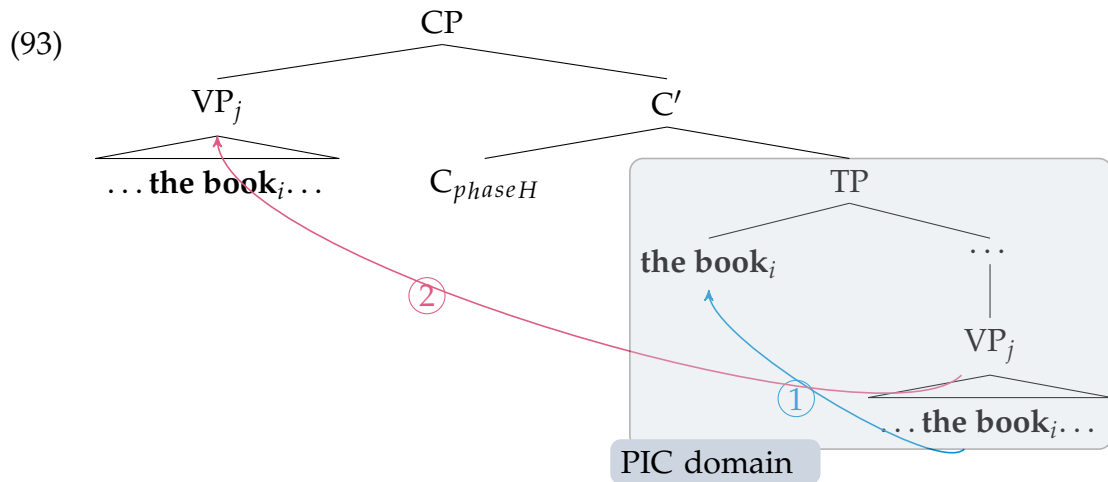 (93)
CP
VP_j
C′
… the book_i …
C_phaseH
TP
the book_i
…
②
VP_j
①
… the book_i …
PIC domain